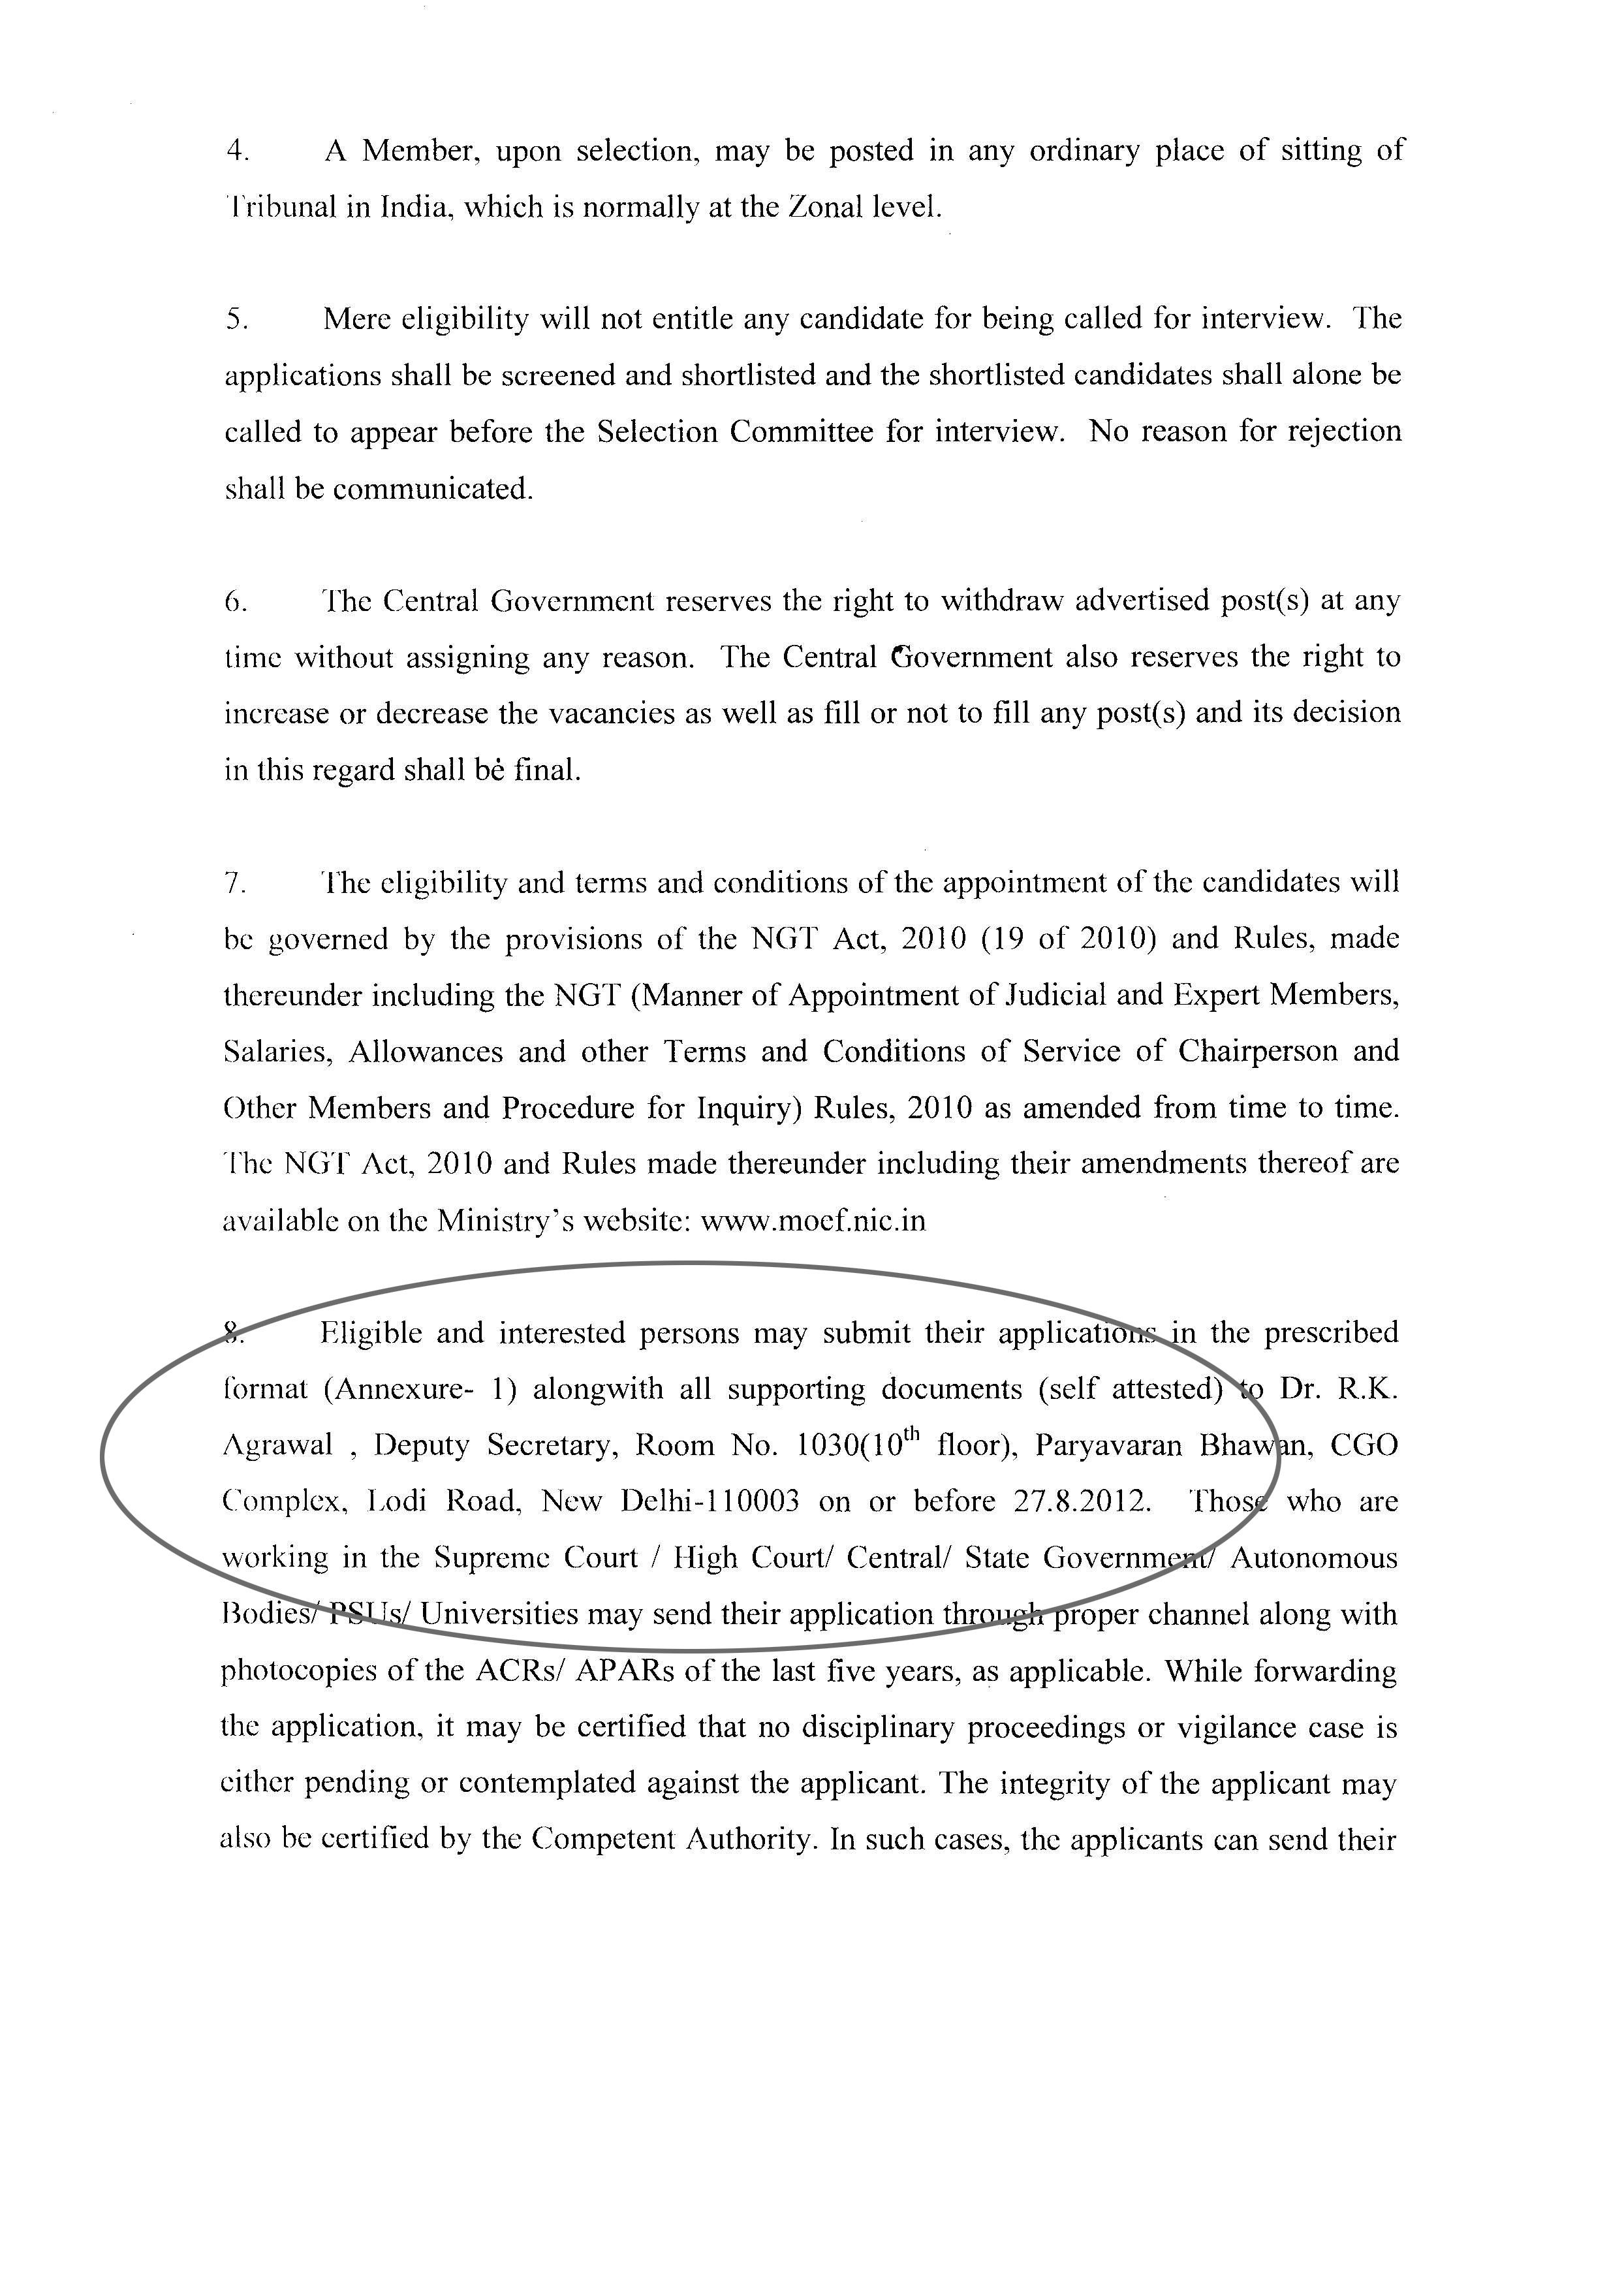 4. A Member, upon selection, may be posted in any ordinary place of sitting of
Tribunal in India, which is normally at the Zonal level.
5. Mere eligibility will not entitle any candidate for being called for interview. The
applications shall be screened and shortlisted and the shortlisted candidates shall alone be
called to appear before the Selection Committee for interview. No reason for rejection
shall be communicated.
6. The Central Government reserves the right to withdraw advertised post(s) at any
time without assigning any reason. The Central Government also reserves the right to
increase or decrease the vacancies as well as fill or not to fill any post(s) and its decision
in this regard shall be final.
7. The eligibility and terms and conditions of the appointment of the candidates will
be governed by the provisions of the NGT Act, 2010 (19 of 2010) and Rules, made
thereunder including the NGT (Manner of Appointment of Judicial and Expert Members,
Salaries, Allowances and other Terms and Conditions of Service of Chairperson and
Other Members and Procedure for Inquiry) Rules, 2010 as amended from time to time.
The NGT Act, 2010 and Rules made thereunder including their amendments thereof are
available on the Ministry's website: www.moef.nic.in
8. Eligible and interested persons may submit their applications in the prescribed
format (Annexure- 1) alongwith all supporting documents (self attested) to Dr. R.K.
Agrawal , Deputy Secretary, Room No. 1030(10th floor), Paryavaran Bhawan, CGO
Complex, Lodi Road, New Delhi-110003 on or before 27.8.2012. Those who are
working in the Supreme Court / High Court/ Central/ State Government/ Autonomous
Bodies/ PSUs/ Universities may send their application through proper channel along with
photocopies of the ACRs/ APARs of the last five years, as applicable. While forwarding
the application, it may be certified that no disciplinary proceedings or vigilance case is
either pending or contemplated against the applicant. The integrity of the applicant may
also be certified by the Competent Authority. In such cases, the applicants can send their